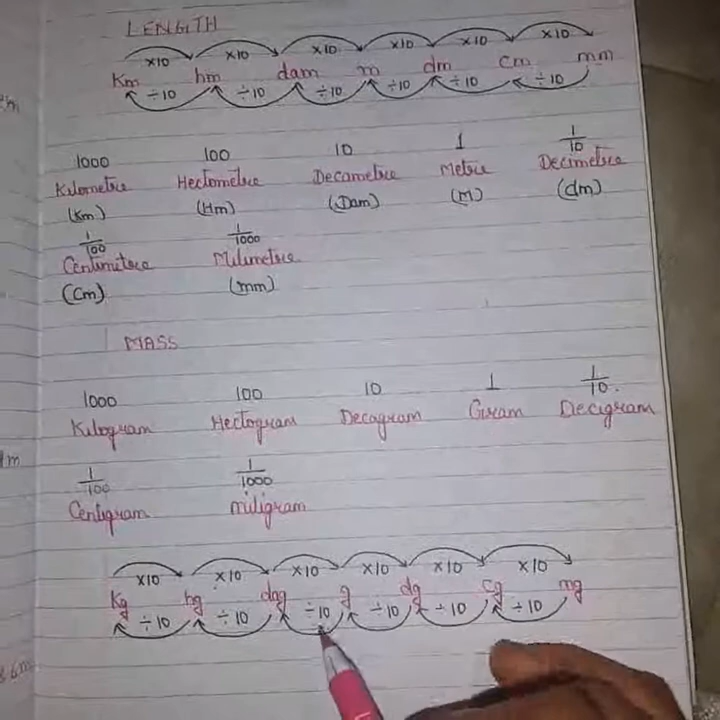 LENGTH
×10 ×10 ×10 ×10 ×10 ×10
Km hm dam m dm cm mm
÷10 ÷10 ÷10 ÷10 ÷10 ÷10
1000 100 10 1 1/10
Kilometre Hectometre Decametre Metre Decimetre
(Km) (Hm) (Dam) (M) (dm)
1/100 1/1000
Centimetre Milimetre
(Cm) (mm)
MASS
1000 100 10 1 1/10
Kilogram Hectogram Decagram Gram Decigram
1/100 1/1000
Centigram miligram
×10 ×10 ×10 ×10 ×10 ×10
Kg hg dag g dg cg mg
÷10 ÷10 ÷10 ÷10 ÷10 ÷10